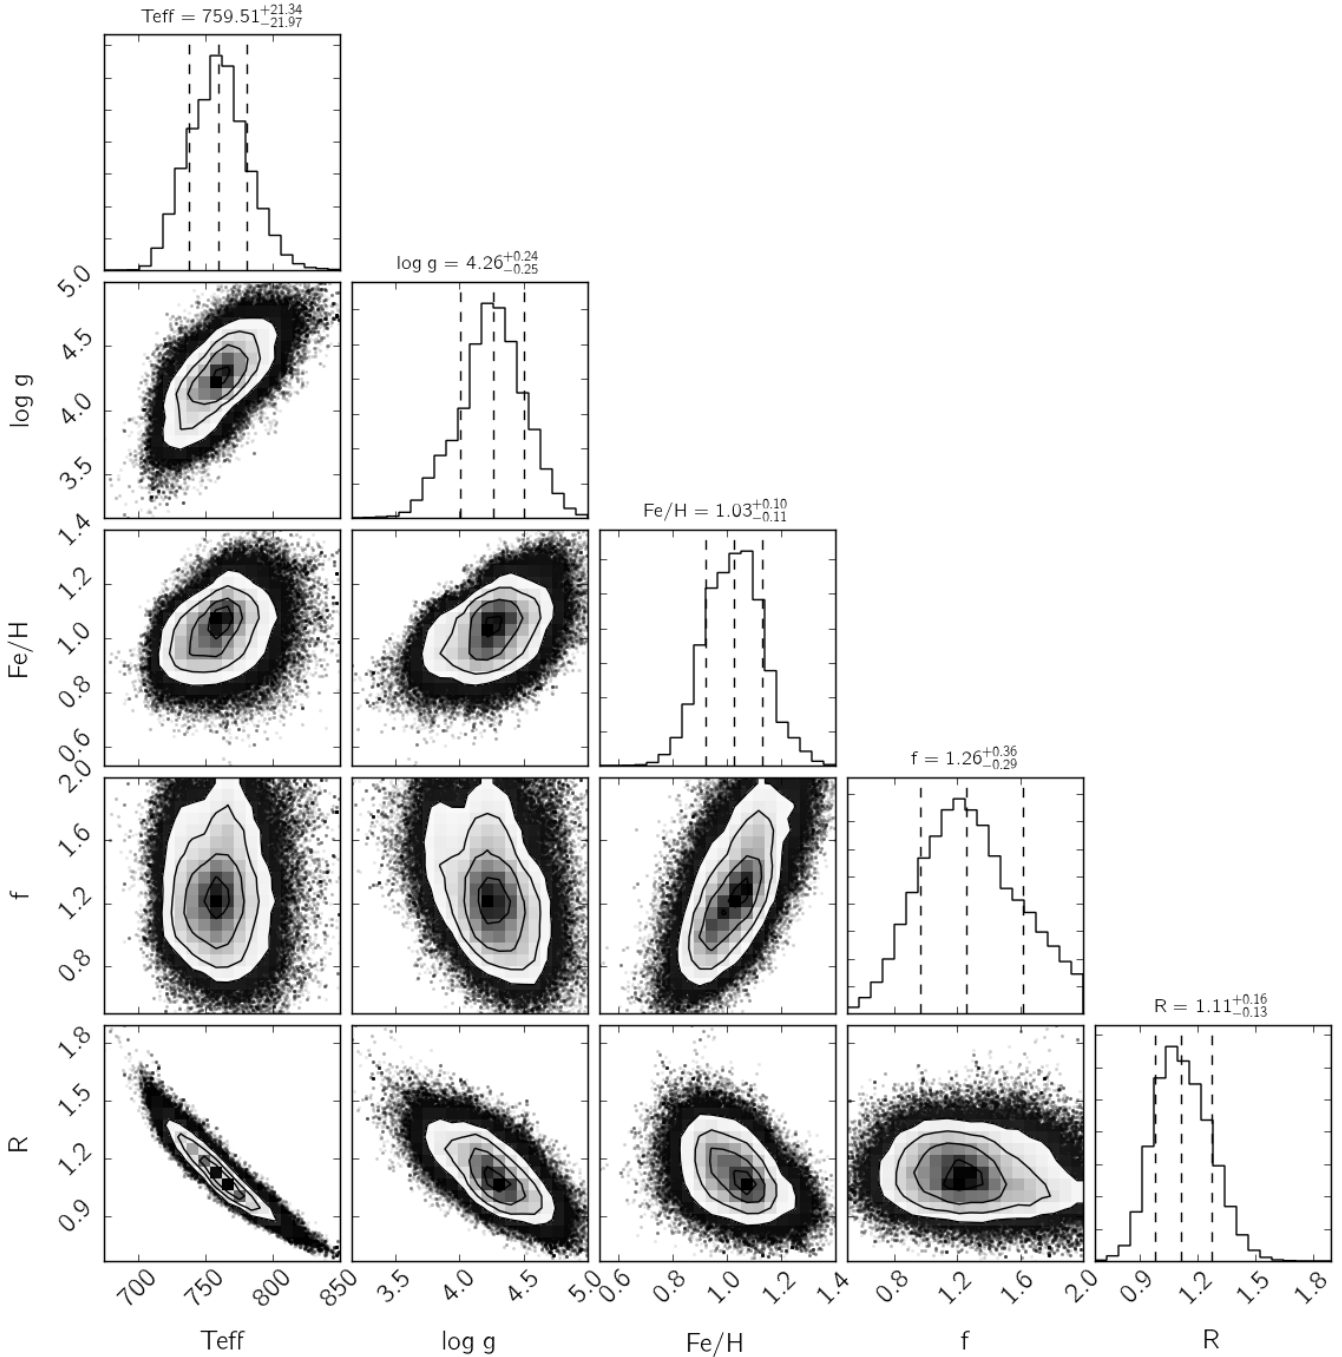 Teff = 759.51+21.34−21.97
log g = 4.26+0.24−0.25
5.0
4.5
4.0
3.5
log g
Fe/H = 1.03+0.10−0.11
1.4
1.2
1.0
0.8
0.6
Fe/H
f = 1.26+0.36−0.29
2.0
1.6
1.2
0.8
f
R = 1.11+0.16−0.13
1.8
1.5
1.2
0.9
R
700 750 800 850 3.5 4.0 4.5 5.0 0.6 0.8 1.0 1.2 1.4 0.8 1.2 1.6 2.0 0.9 1.2 1.5 1.8
Teff log g Fe/H f R